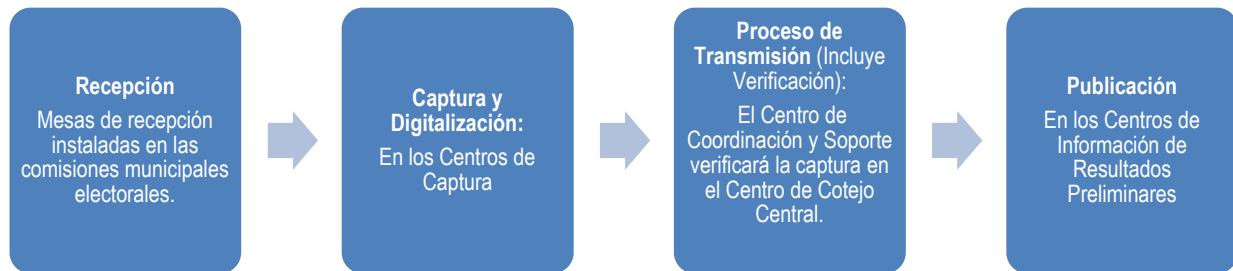 Recepción
Mesas de recepción
instaladas en las
comisiones municipales
electorales.
Captura y
Digitalización:
En los Centros de
Captura
Proceso de
Transmisión (Incluye
Verificación):
El Centro de
Coordinación y Soporte
verificará la captura en
el Centro de Cotejo
Central.
Publicación
En los Centros de
Información de
Resultados
Preliminares